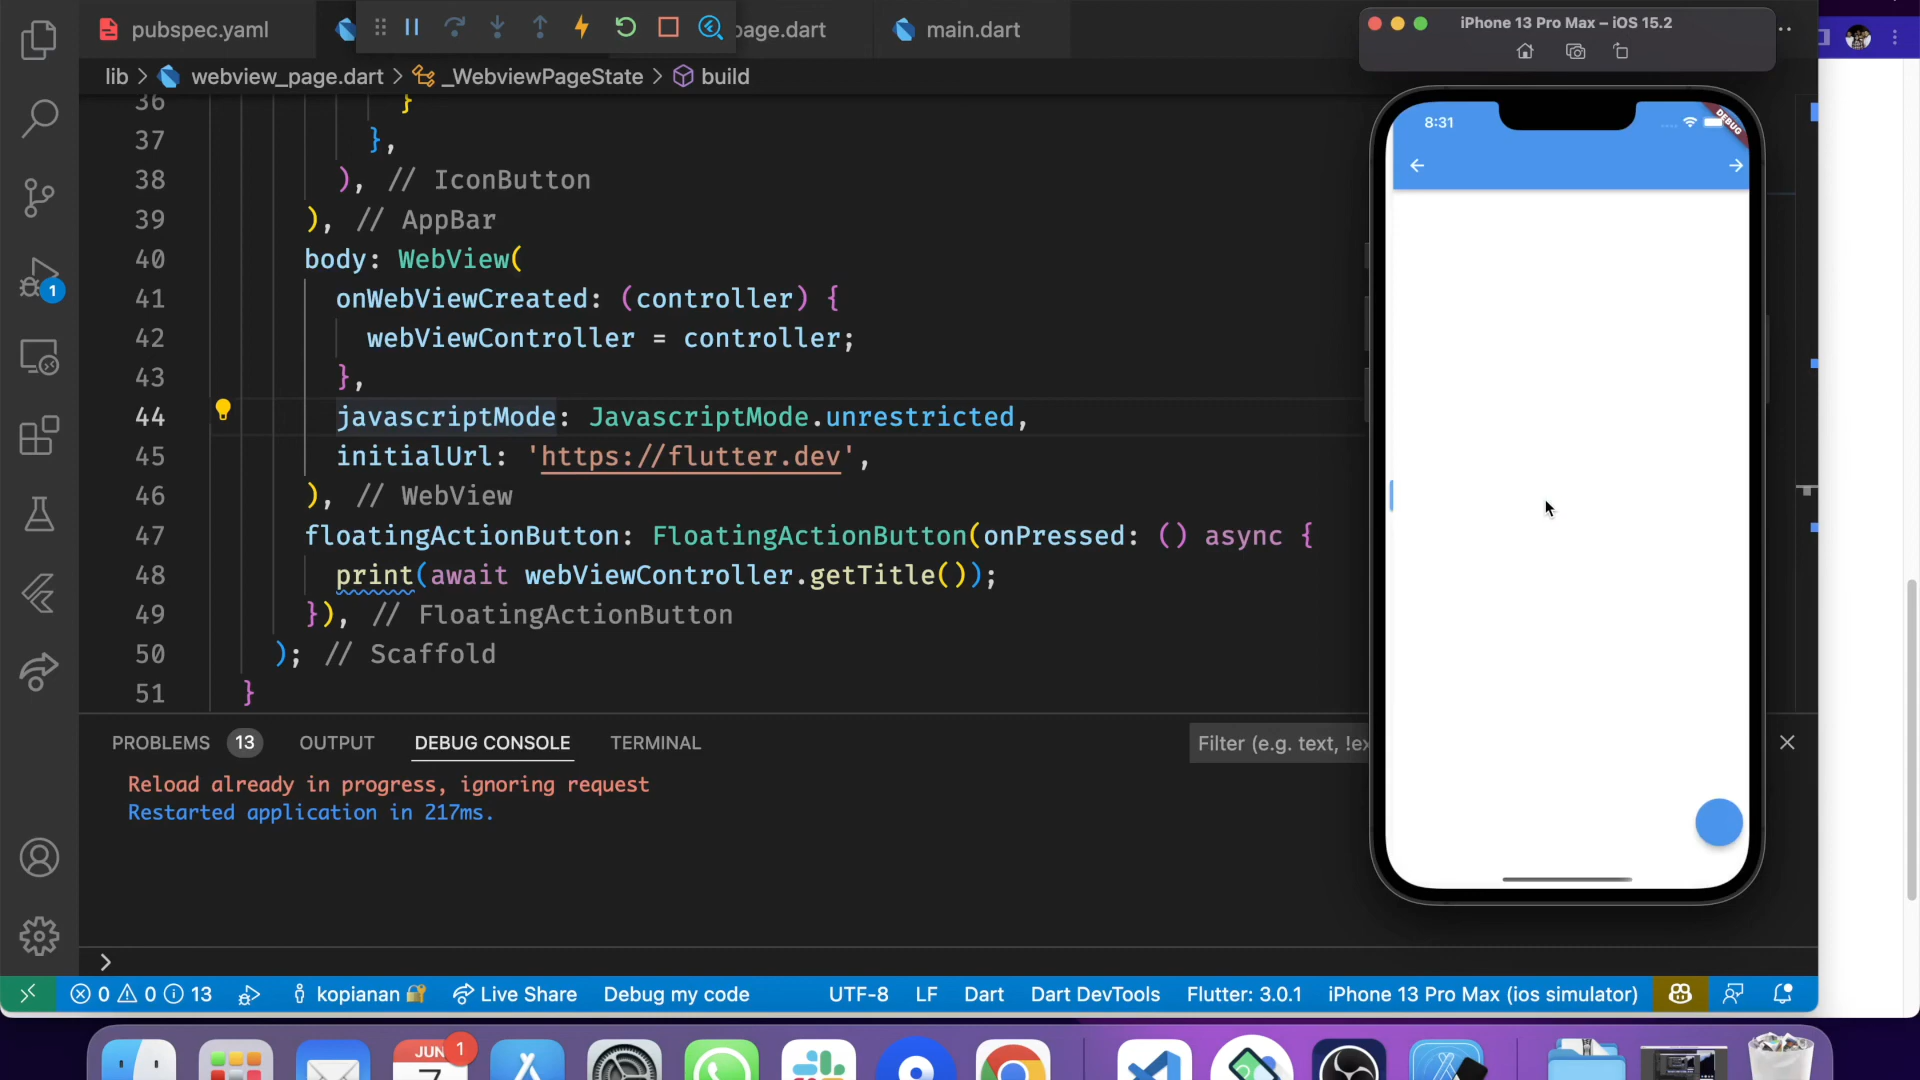 pubspec.yaml
page.dart
main.dart
iPhone 13 Pro Max – iOS 15.2
lib > webview_page.dart > _WebviewPageState > build
36 }
37 },
38 ), // IconButton
39 ), // AppBar
40 body: WebView(
41 onWebViewCreated: (controller) {
42 webViewController = controller;
43 },
44 javascriptMode: JavascriptMode.unrestricted,
45 initialUrl: 'https://flutter.dev',
46 ), // WebView
47 floatingActionButton: FloatingActionButton(onPressed: () async {
48 print(await webViewController.getTitle());
49 }), // FloatingActionButton
50 ); // Scaffold
51 }
8:31
DEBUG
1
PROBLEMS 13 OUTPUT DEBUG CONSOLE TERMINAL
Filter (e.g. text, !ex
Reload already in progress, ignoring request
Restarted application in 217ms.
>
0 0 13 kopianan Live Share Debug my code UTF-8 LF Dart Dart DevTools Flutter: 3.0.1 iPhone 13 Pro Max (ios simulator)
JUN 1
7